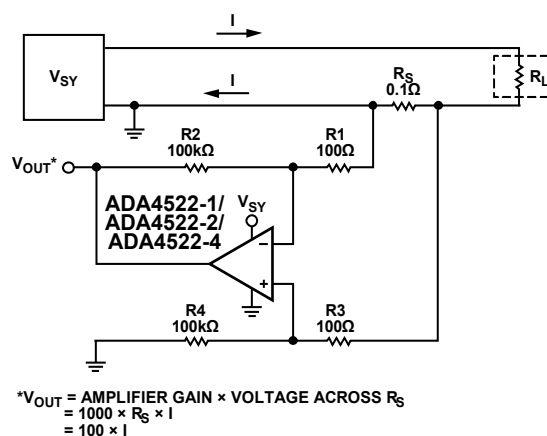 I
V_SY
I
R_S
0.1Ω
R_L
R2
100kΩ
R1
100Ω
V_OUT*
ADA4522-1/
ADA4522-2/
ADA4522-4
V_SY
–
+
R4
100kΩ
R3
100Ω
*V_OUT = AMPLIFIER GAIN × VOLTAGE ACROSS R_S
= 1000 × R_S × I
= 100 × I